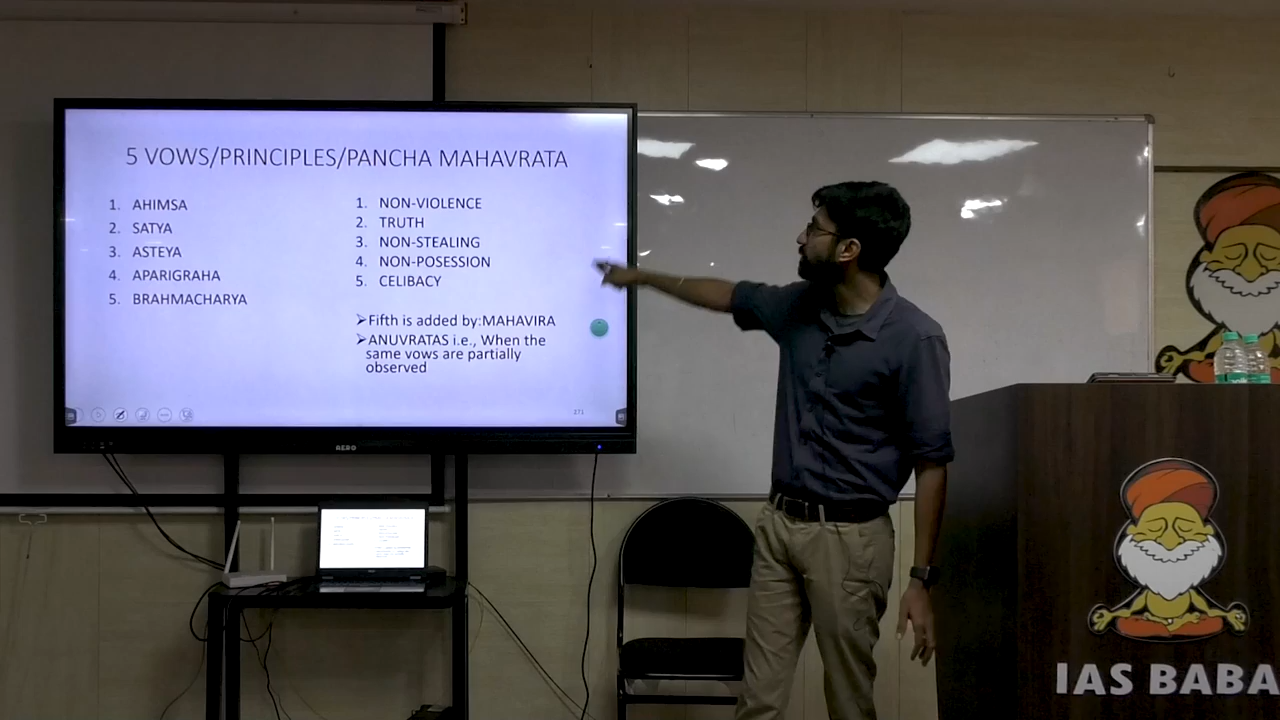 5 VOWS/PRINCIPLES/PANCHA MAHAVRATA
1. AHIMSA
2. SATYA
3. ASTEYA
4. APARIGRAHA
5. BRAHMACHARYA
1. NON-VIOLENCE
2. TRUTH
3. NON-STEALING
4. NON-POSESSION
5. CELIBACY
➢Fifth is added by:MAHAVIRA
➢ANUVRATAS i.e., When the
same vows are partially
observed
AERO
IAS BABA